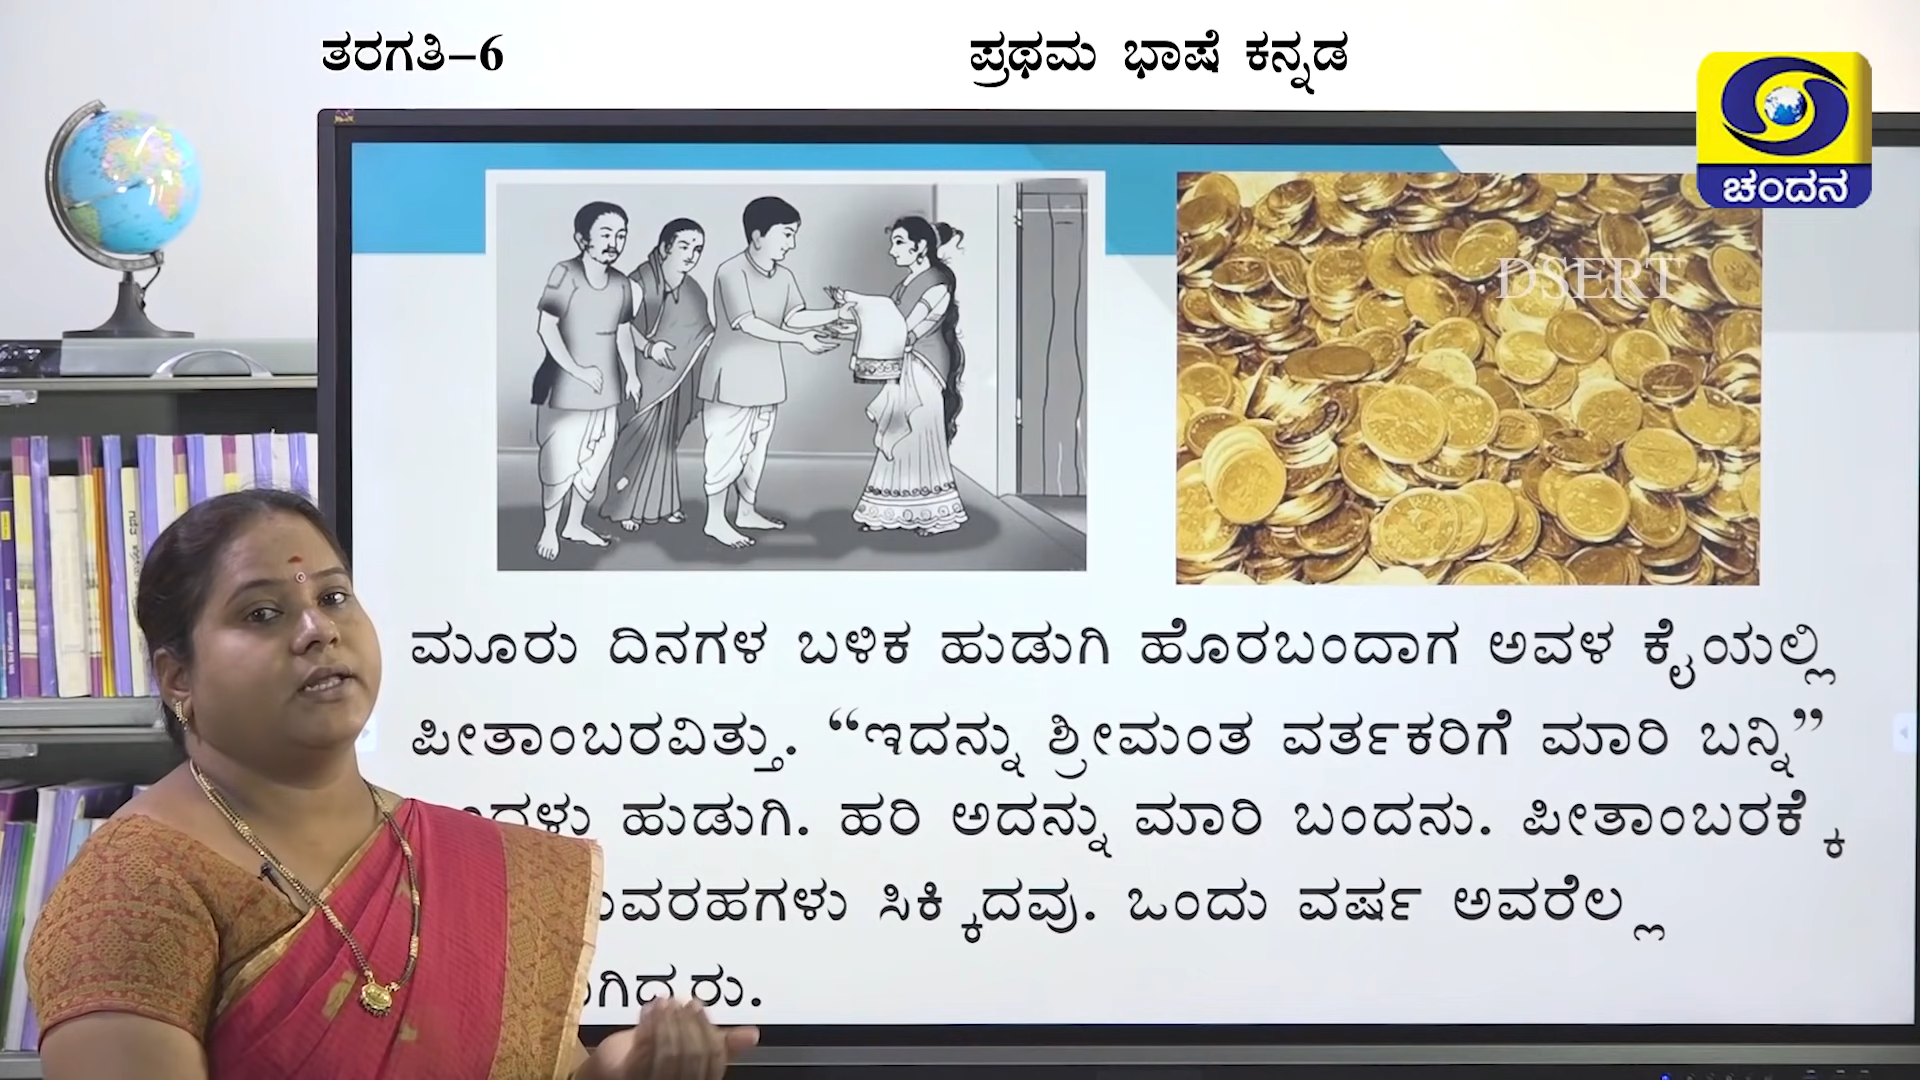 ತರಗತಿ–6
ಪ್ರಥಮ ಭಾಷೆ ಕನ್ನಡ
ಚಂದನ
DSERT
ಮೂರು ದಿನಗಳ ಬಳಿಕ ಹುಡುಗಿ ಹೊರಬಂದಾಗ ಅವಳ ಕೈಯಲ್ಲಿ
ಪೀತಾಂಬರವಿತ್ತು. “ಇದನ್ನು ಶ್ರೀಮಂತ ವರ್ತಕರಿಗೆ ಮಾರಿ ಬನ್ನಿ”
ಹುಡುಗಿ. ಹರಿ ಅದನ್ನು ಮಾರಿ ಬಂದನು. ಪೀತಾಂಬರಕ್ಕೆ
ಸಿಕ್ಕಿದವು. ಒಂದು ವರ್ಷ ಅವರೆಲ್ಲ